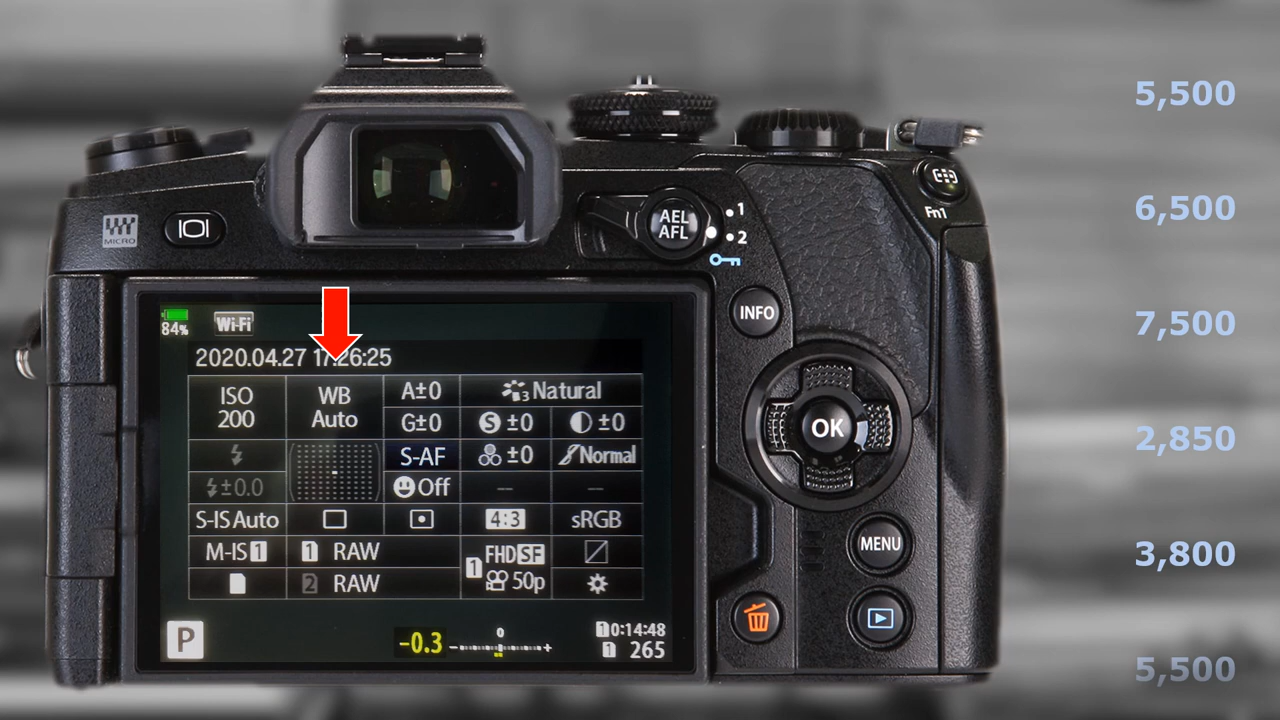 5,500
6,500
7,500
2,850
3,800
5,500
MICRO
AEL
AFL
1
2
Fn1
INFO
OK
MENU
84%
Wi-Fi
2020.04.27 17:26:25
ISO
200
WB
Auto
A±0
G±0
3 Natural
S ±0
±0
S-AF
±0
Normal
±0.0
Off
--
--
S-IS Auto
4:3
sRGB
M-IS 1
1 RAW
2 RAW
1
FHD SF
50p
P
-0.3
0
- +
1 0:14:48
1 265